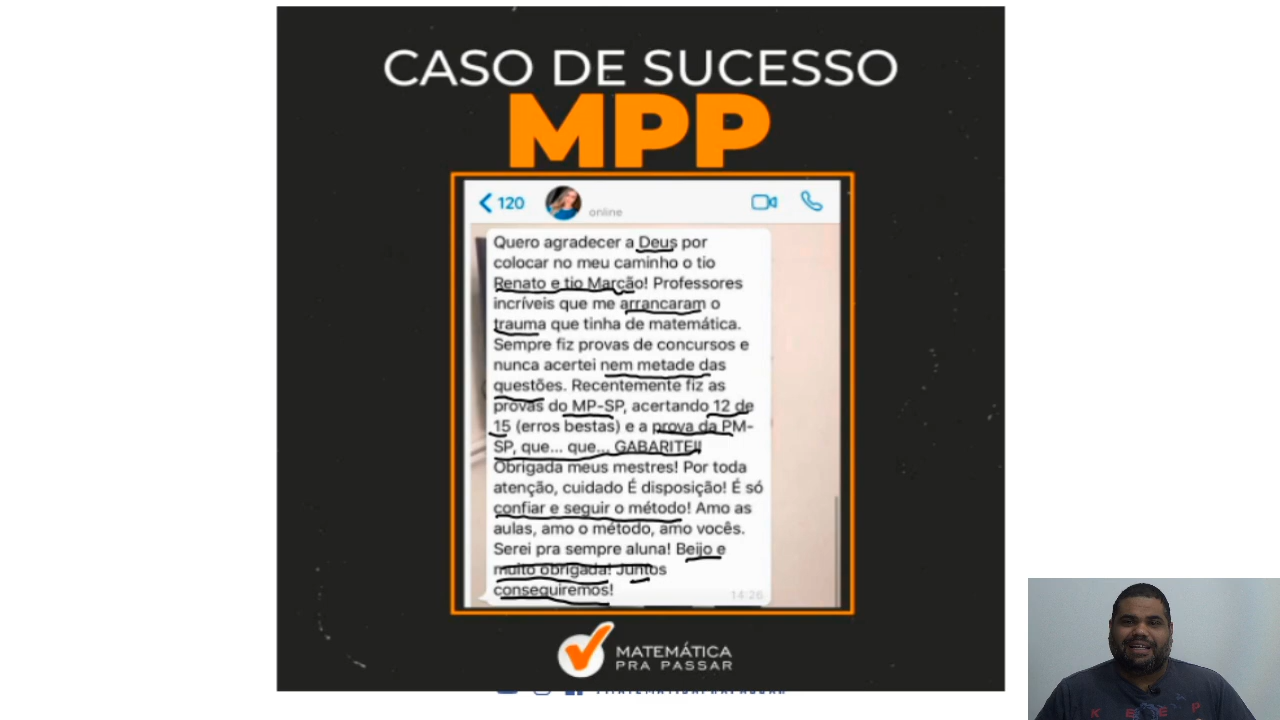 CASO DE SUCESSO
MPP
120
online
Quero agradecer a Deus por
colocar no meu caminho o tio
Renato e tio Marcão! Professores
incríveis que me arrancaram o
trauma que tinha de matemática.
Sempre fiz provas de concursos e
nunca acertei nem metade das
questões. Recentemente fiz as
provas do MP-SP, acertando 12 de
15 (erros bestas) e a prova da PM-
SP, que... que... GABARITEI!
Obrigada meus mestres! Por toda
atenção, cuidado É disposição! É só
confiar e seguir o método! Amo as
aulas, amo o método, amo vocês.
Serei pra sempre aluna! Beijo e
muito obrigada! Juntos
conseguiremos!
14:26
MATEMÁTICA
PRA PASSAR
KEEP